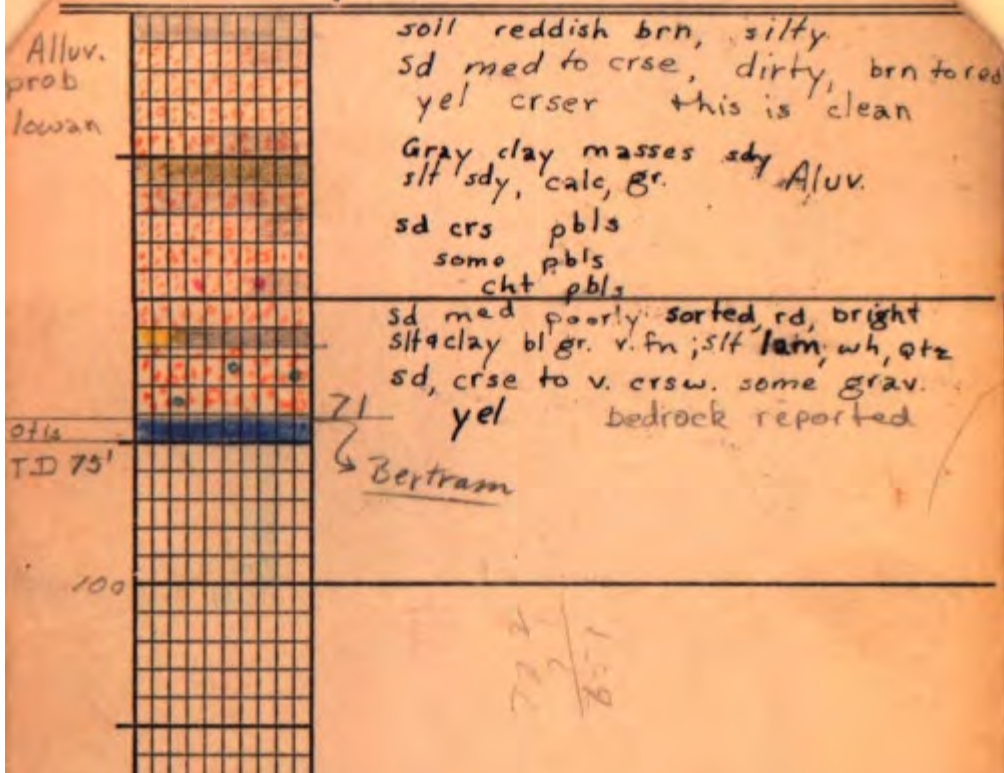 Alluv.
prob
Iowan
soil reddish brn, silty
sd med to crse, dirty, brn to red
yel crser this is clean
Gray clay masses sdy
slt sdy, calc, gr. Aluv.
sd crs pbls
some pbls
cht pbls
sd med poorly sorted, rd, bright
slt & clay bl gr. v. fn ; slt lam, wh, qtz
sd, crse to v. crsw. some grav.
71
yel bedrock reported
otis
T.D 75'
Bertram
100